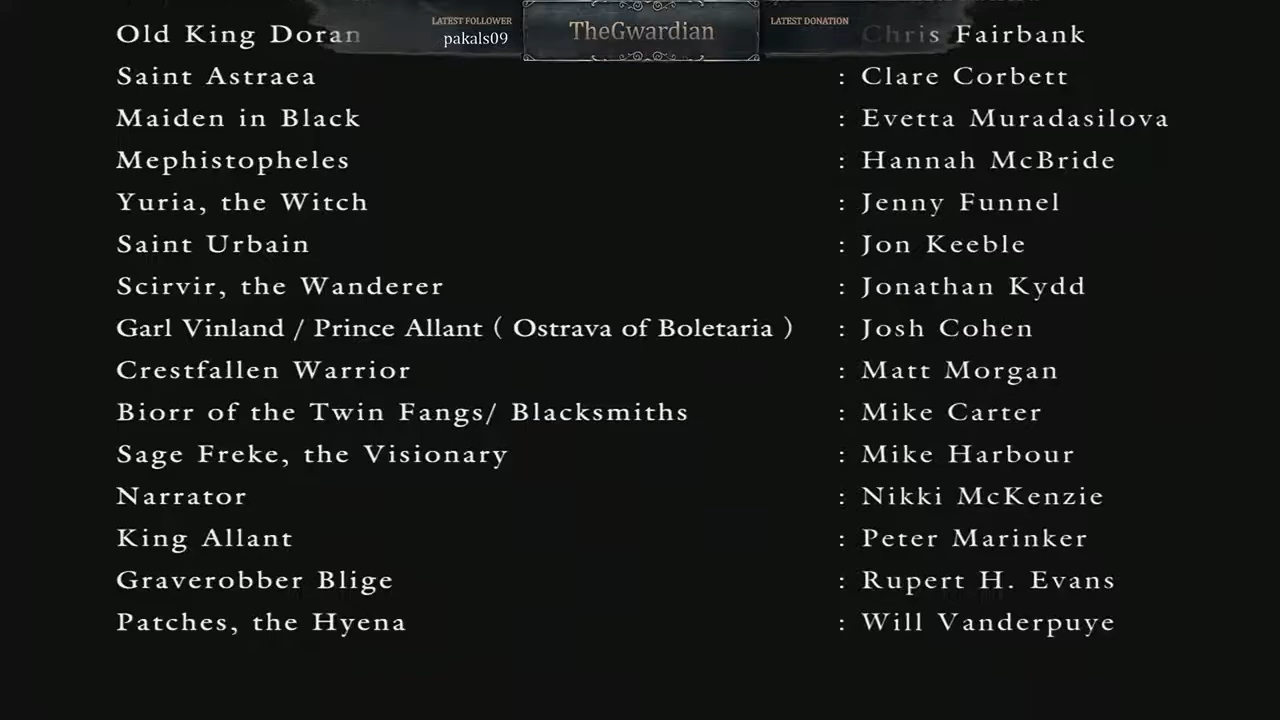 LATEST FOLLOWER
pakals09
TheGwardian
LATEST DONATION
Old King Doran Chris Fairbank
Saint Astraea : Clare Corbett
Maiden in Black : Evetta Muradasilova
Mephistopheles : Hannah McBride
Yuria, the Witch : Jenny Funnel
Saint Urbain : Jon Keeble
Scirvir, the Wanderer : Jonathan Kydd
Garl Vinland / Prince Allant ( Ostrava of Boletaria ) : Josh Cohen
Crestfallen Warrior : Matt Morgan
Biorr of the Twin Fangs/ Blacksmiths : Mike Carter
Sage Freke, the Visionary : Mike Harbour
Narrator : Nikki McKenzie
King Allant : Peter Marinker
Graverobber Blige : Rupert H. Evans
Patches, the Hyena : Will Vanderpuye